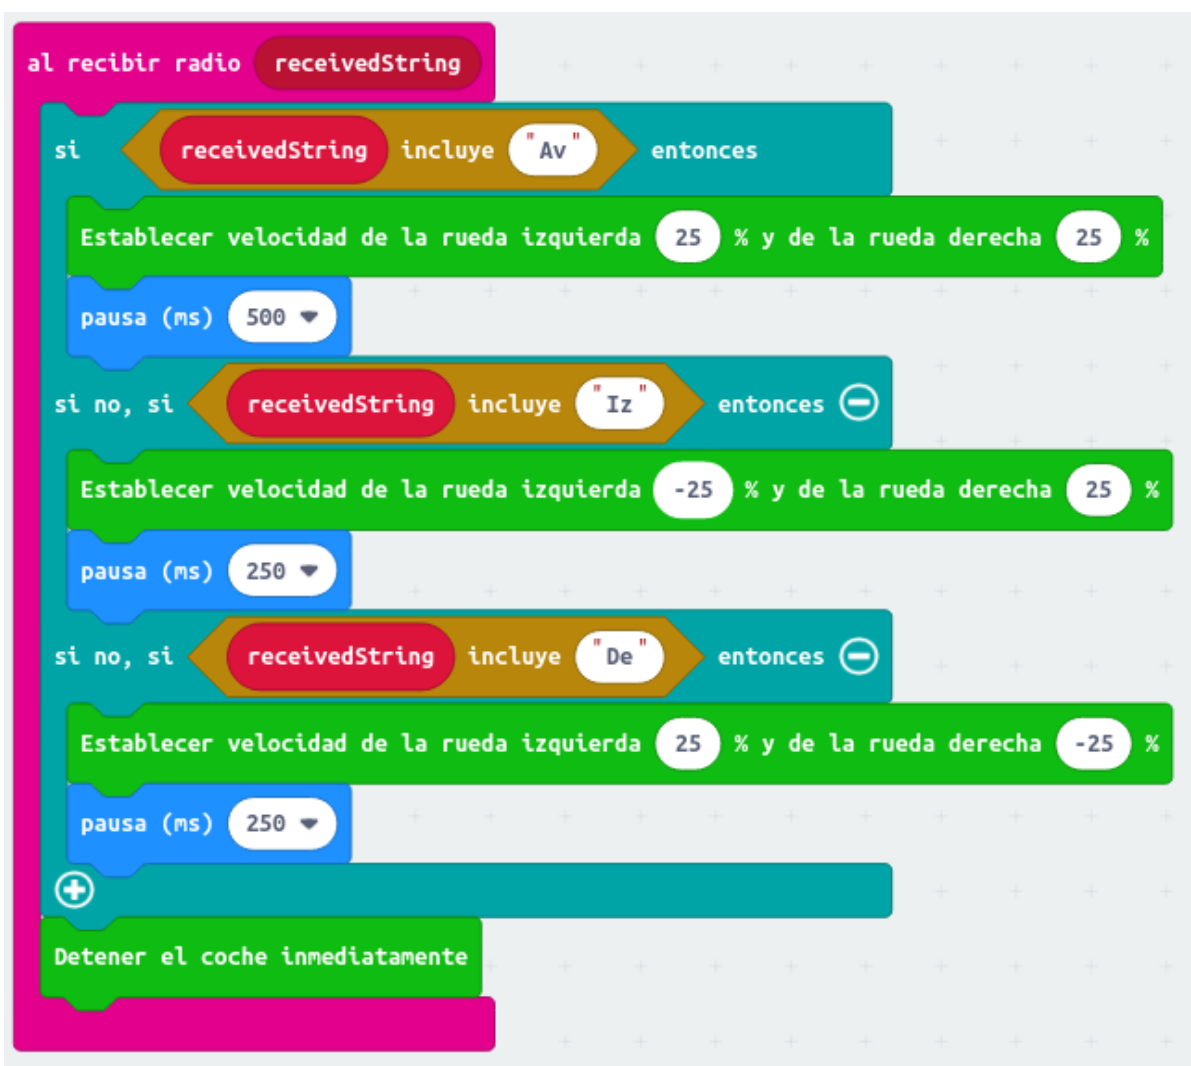 al recibir radio receivedString
si receivedString incluye "Av" entonces
Establecer velocidad de la rueda izquierda 25 % y de la rueda derecha 25 %
pausa (ms) 500
si no, si receivedString incluye "Iz" entonces
Establecer velocidad de la rueda izquierda -25 % y de la rueda derecha 25 %
pausa (ms) 250
si no, si receivedString incluye "De" entonces
Establecer velocidad de la rueda izquierda 25 % y de la rueda derecha -25 %
pausa (ms) 250
Detener el coche inmediatamente